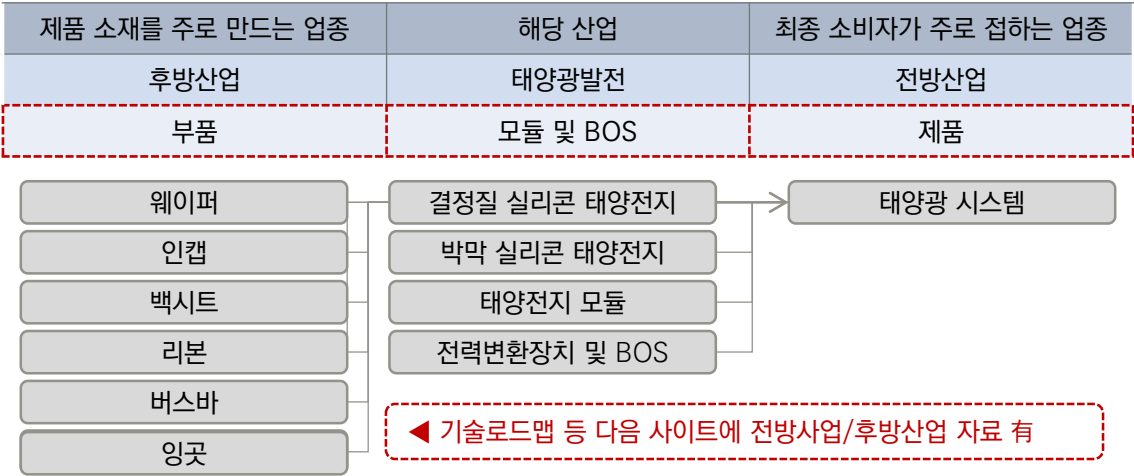 제품 소재를 주로 만드는 업종 해당 산업 최종 소비자가 주로 접하는 업종
후방산업 태양광발전 전방산업
부품 모듈 및 BOS 제품
웨이퍼 결정질 실리콘 태양전지 태양광 시스템
인캡 박막 실리콘 태양전지
백시트 태양전지 모듈
리본 전력변환장치 및 BOS
버스바
◀ 기술로드맵 등 다음 사이트에 전방사업/후방산업 자료 有
잉곳